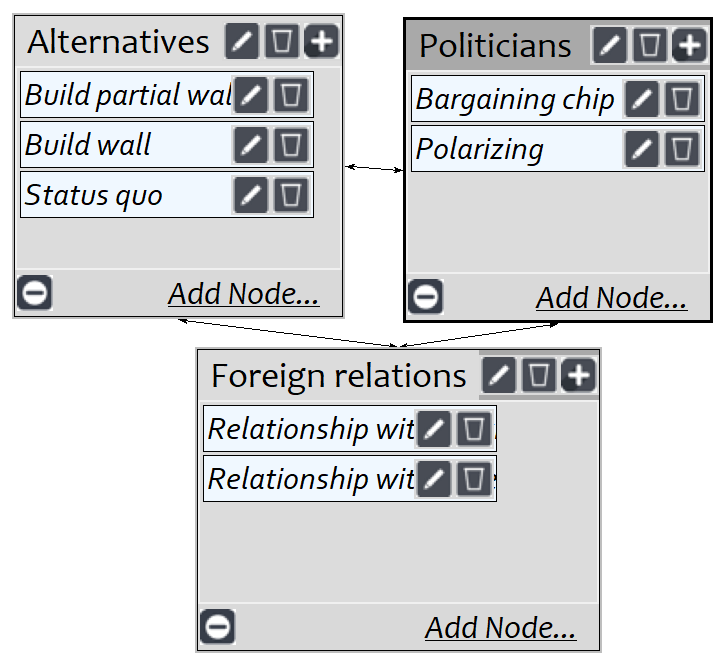 Alternatives
Build partial wal
Build wall
Status quo
Add Node...
Politicians
Bargaining chip
Polarizing
Add Node...
Foreign relations
Relationship wit
Relationship wit
Add Node...